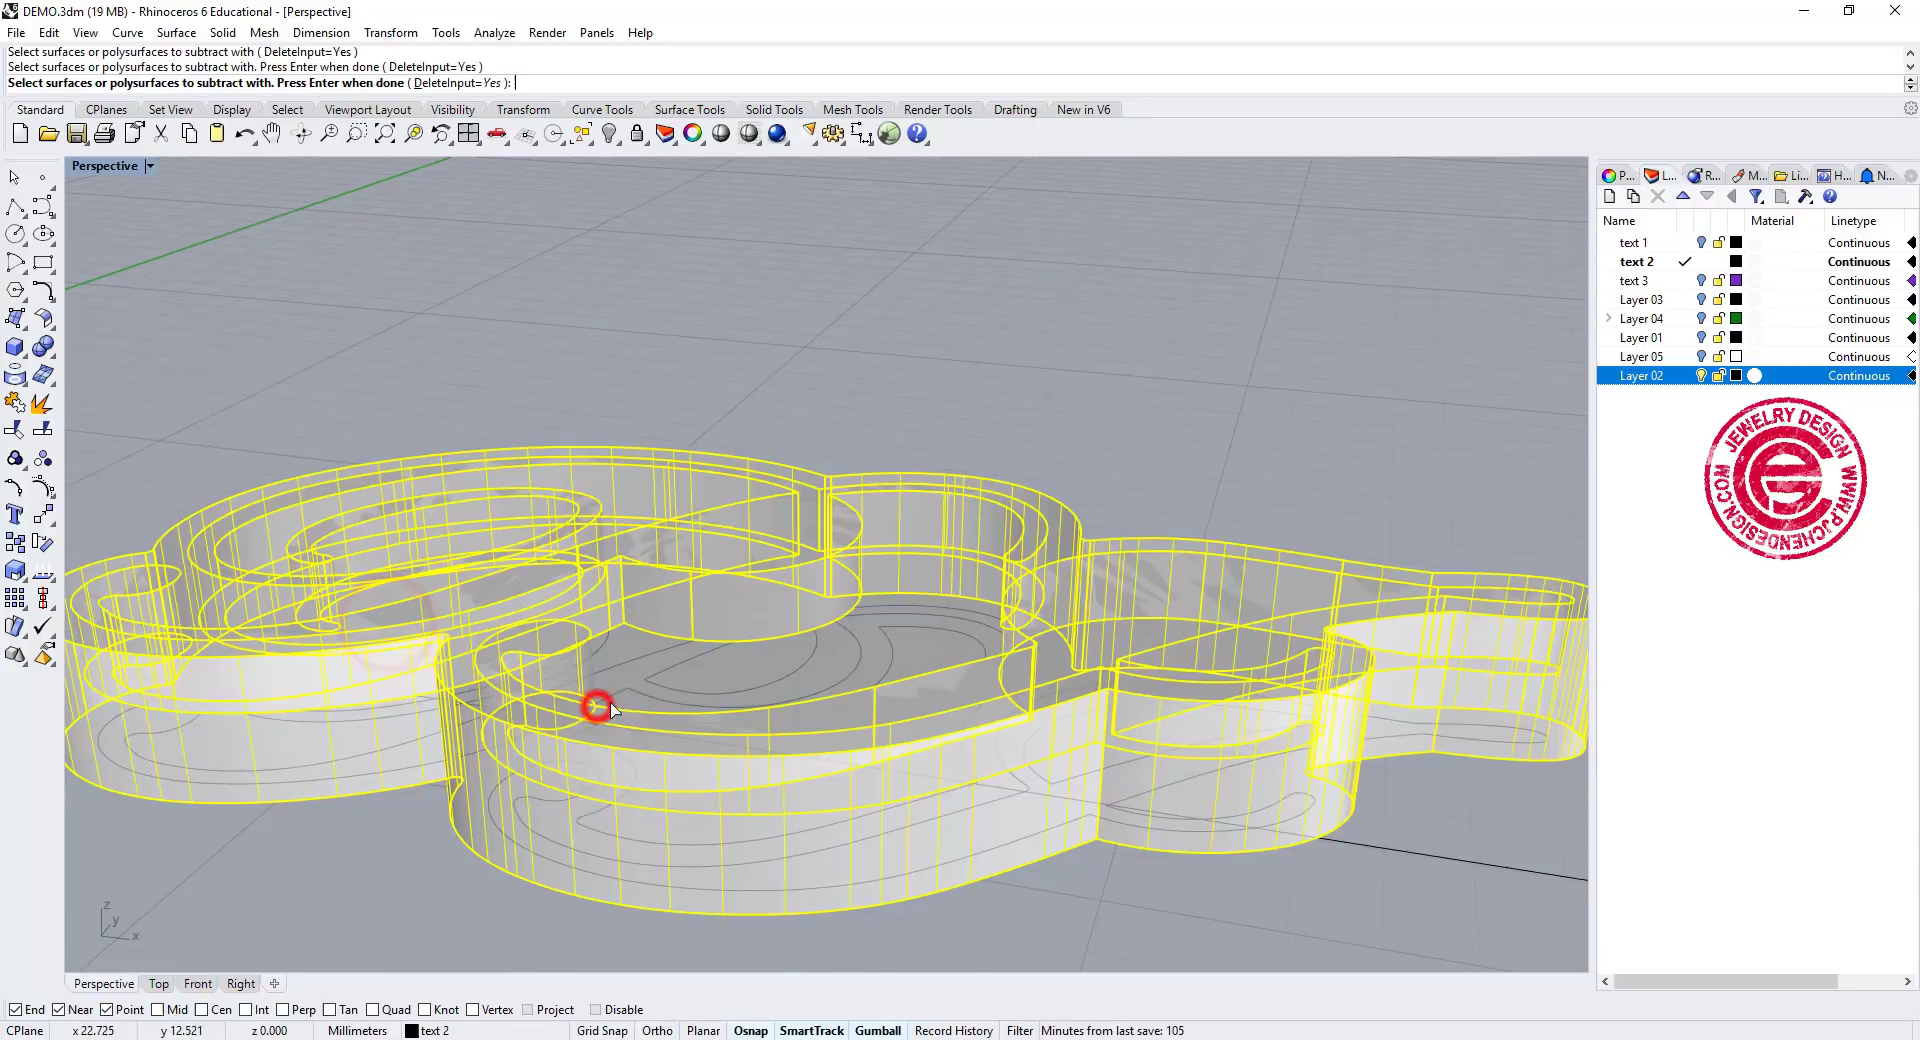 DEMO.3dm (19 MB) - Rhinoceros 6 Educational - [Perspective]
File Edit View Curve Surface Solid Mesh Dimension Transform Tools Analyze Render Panels Help
Select surfaces or polysurfaces to subtract with ( DeleteInput=Yes )
Select surfaces or polysurfaces to subtract with. Press Enter when done ( DeleteInput=Yes )
Select surfaces or polysurfaces to subtract with. Press Enter when done ( DeleteInput=Yes ):
Standard CPlanes Set View Display Select Viewport Layout Visibility Transform Curve Tools Surface Tools Solid Tools Mesh Tools Render Tools Drafting New in V6
Perspective
P... L... R... M... Li... H... N...
Name Material Linetype
text 1 Continuous
text 2 Continuous
text 3 Continuous
Layer 03 Continuous
Layer 04 Continuous
Layer 01 Continuous
Layer 05 Continuous
Layer 02 Continuous
JEWELRY DESIGN WWW.PJCHENDESIGN.COM
z
y
x
Perspective Top Front Right
End Near Point Mid Cen Int Perp Tan Quad Knot Vertex Project Disable
CPlane x 22.725 y 12.521 z 0.000 Millimeters text 2 Grid Snap Ortho Planar Osnap SmartTrack Gumball Record History Filter Minutes from last save: 105